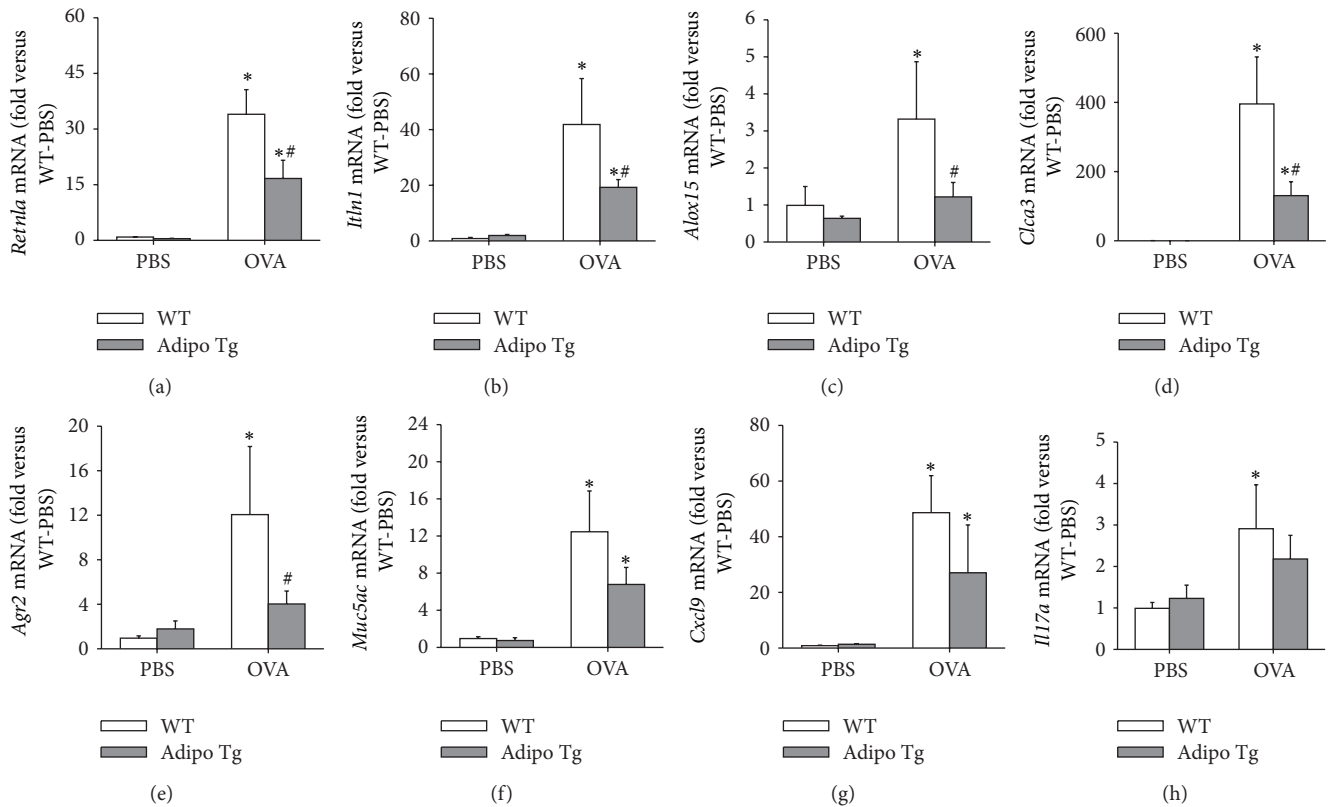 Retnla mRNA (fold versus
WT-PBS)
60
45
30
15
0
*
*#
PBS
OVA
WT
Adipo Tg
(a)
Itln1 mRNA (fold versus
WT-PBS)
80
60
40
20
0
*
*#
PBS
OVA
WT
Adipo Tg
(b)
Alox15 mRNA (fold versus
WT-PBS)
6
5
4
3
2
1
0
*
#
PBS
OVA
WT
Adipo Tg
(c)
Clca3 mRNA (fold versus
WT-PBS)
600
400
200
0
*
*#
PBS
OVA
WT
Adipo Tg
(d)
Agr2 mRNA (fold versus
WT-PBS)
20
16
12
8
4
0
*
#
PBS
OVA
WT
Adipo Tg
(e)
Muc5ac mRNA (fold versus
WT-PBS)
24
20
16
12
8
4
0
*
*
PBS
OVA
WT
Adipo Tg
(f)
Cxcl9 mRNA (fold versus
WT-PBS)
80
60
40
20
0
*
*
PBS
OVA
WT
Adipo Tg
(g)
Il17a mRNA (fold versus
WT-PBS)
5
4
3
2
1
0
*
PBS
OVA
WT
Adipo Tg
(h)